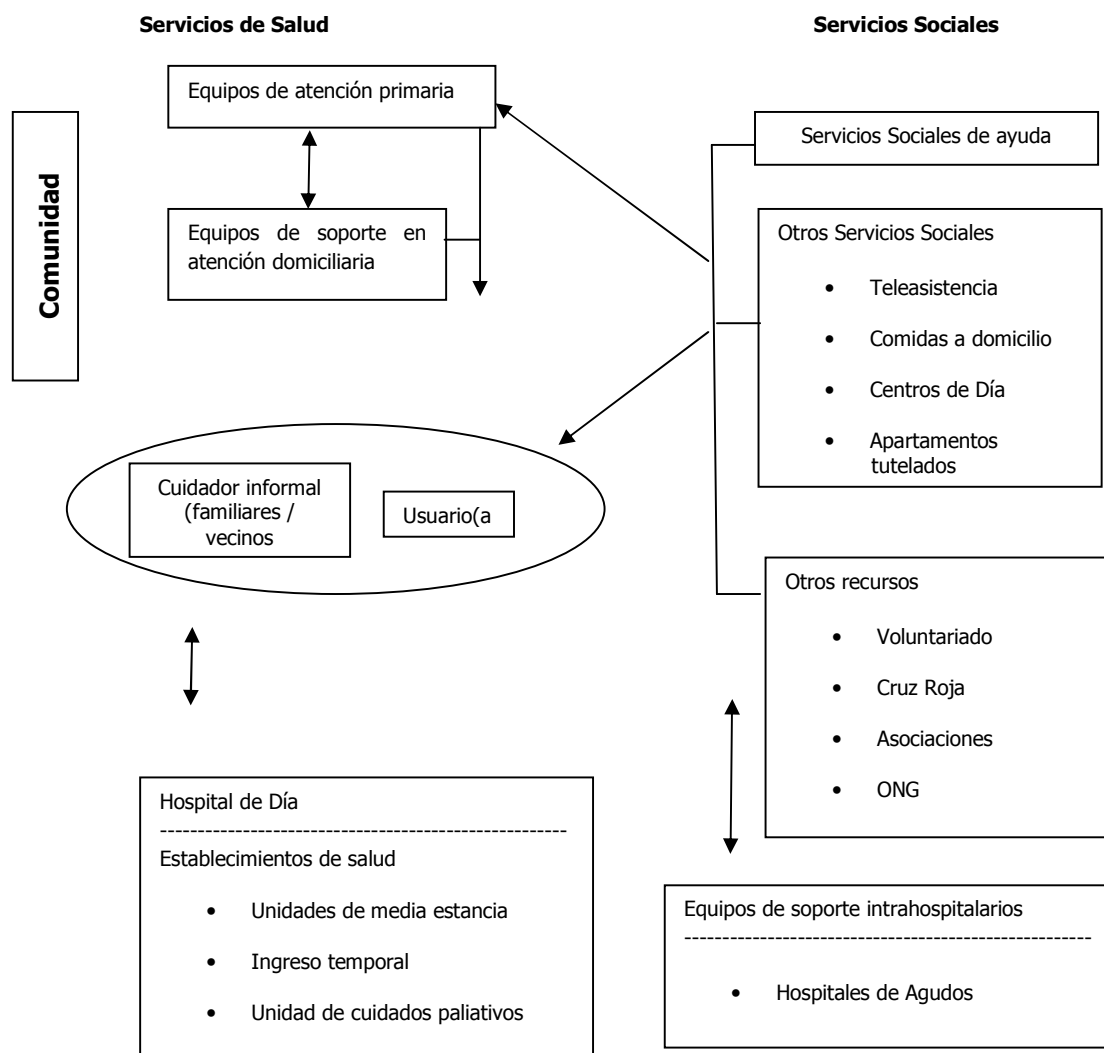 Servicios de Salud
Servicios Sociales
Comunidad
Equipos de atención primaria
Equipos de soporte en
atención domiciliaria
Servicios Sociales de ayuda
Otros Servicios Sociales
• Teleasistencia
• Comidas a domicilio
• Centros de Día
• Apartamentos
tutelados
Cuidador informal
(familiares /
vecinos
Usuario(a
Otros recursos
• Voluntariado
• Cruz Roja
• Asociaciones
• ONG
Hospital de Día
Establecimientos de salud
• Unidades de media estancia
• Ingreso temporal
• Unidad de cuidados paliativos
Equipos de soporte intrahospitalarios
• Hospitales de Agudos